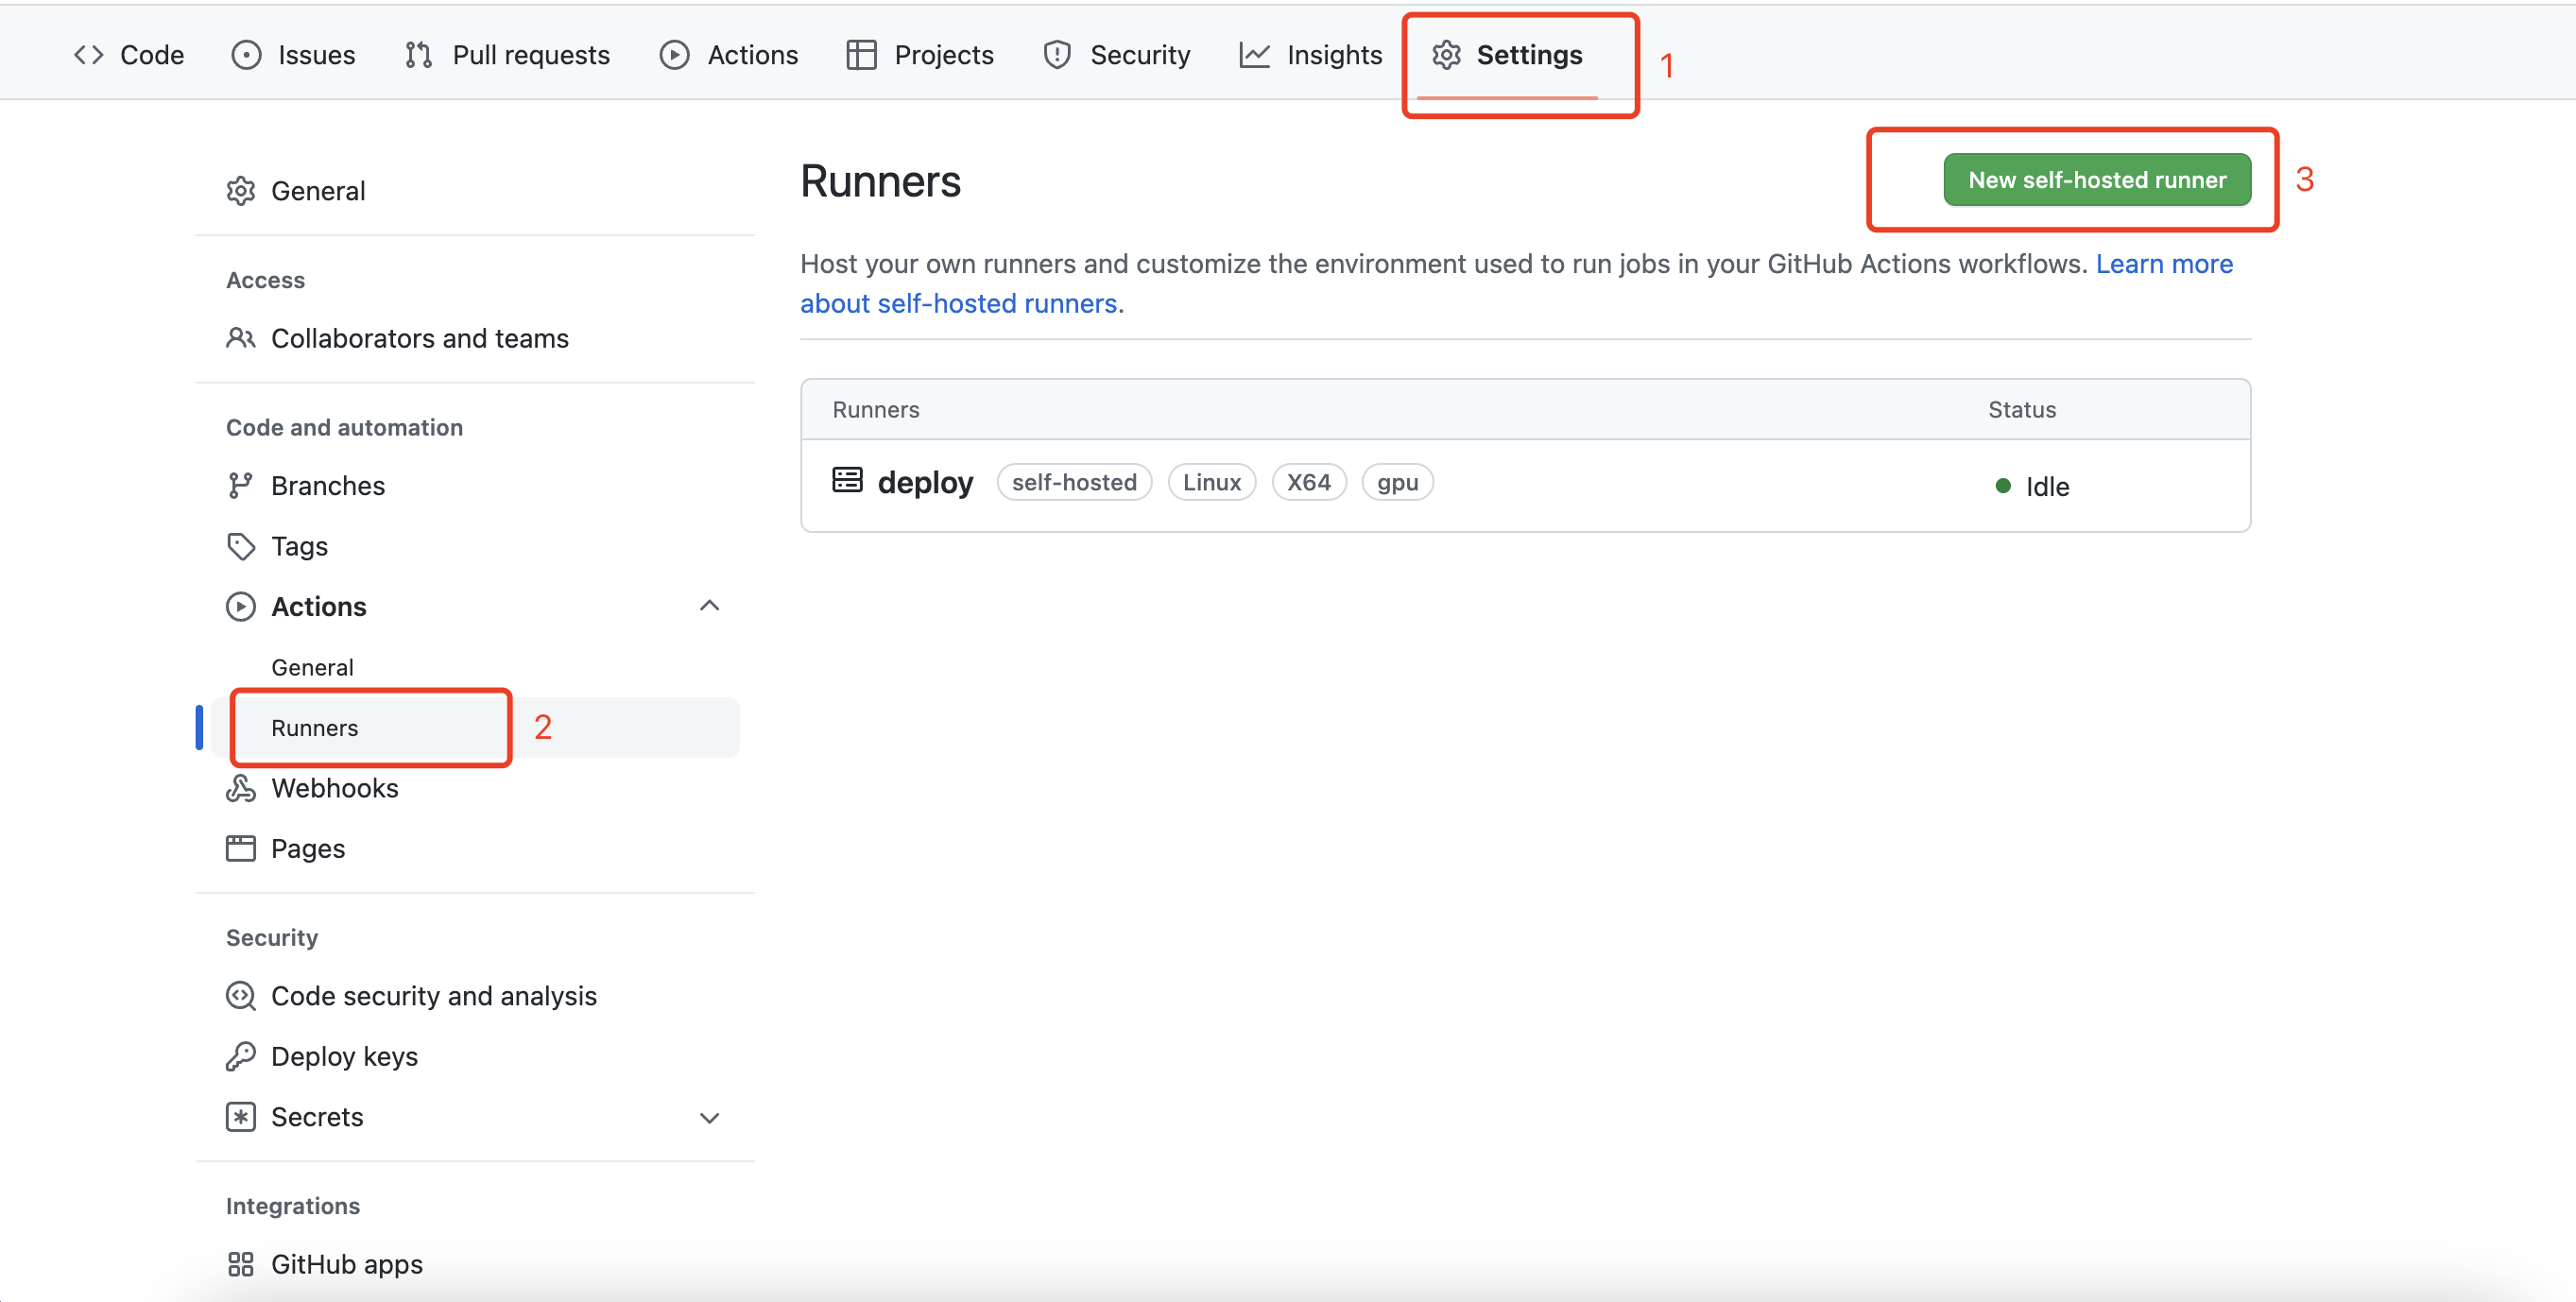 Code Issues Pull requests Actions Projects Security Insights Settings 1
New self-hosted runner 3
Runners
Host your own runners and customize the environment used to run jobs in your GitHub Actions workflows. Learn more
about self-hosted runners.
Runners Status
deploy self-hosted Linux X64 gpu Idle
General
Access
Collaborators and teams
Code and automation
Branches
Tags
Actions
General
Runners 2
Webhooks
Pages
Security
Code security and analysis
Deploy keys
Secrets
Integrations
GitHub apps